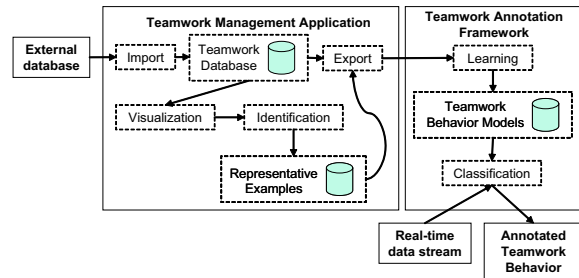 Teamwork Management Application
Teamwork Annotation
Framework
External
database
Import
Teamwork
Database
Export
Learning
Visualization
Identification
Teamwork
Behavior Models
Representative
Examples
Classification
Real-time
data stream
Annotated
Teamwork
Behavior